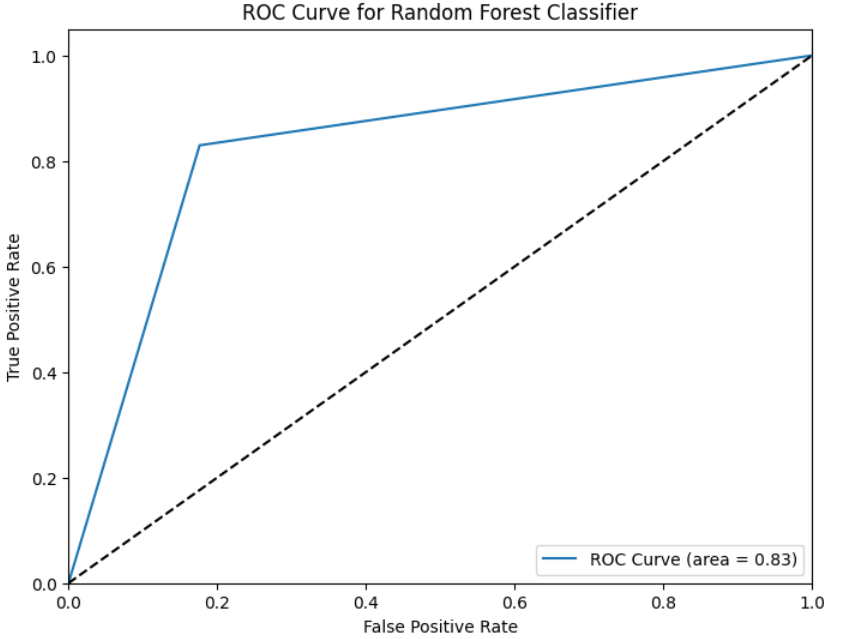 ROC Curve for Random Forest Classifier
True Positive Rate
1.0
0.8
0.6
0.4
0.2
0.0
ROC Curve (area = 0.83)
0.0 0.2 0.4 0.6 0.8 1.0
False Positive Rate